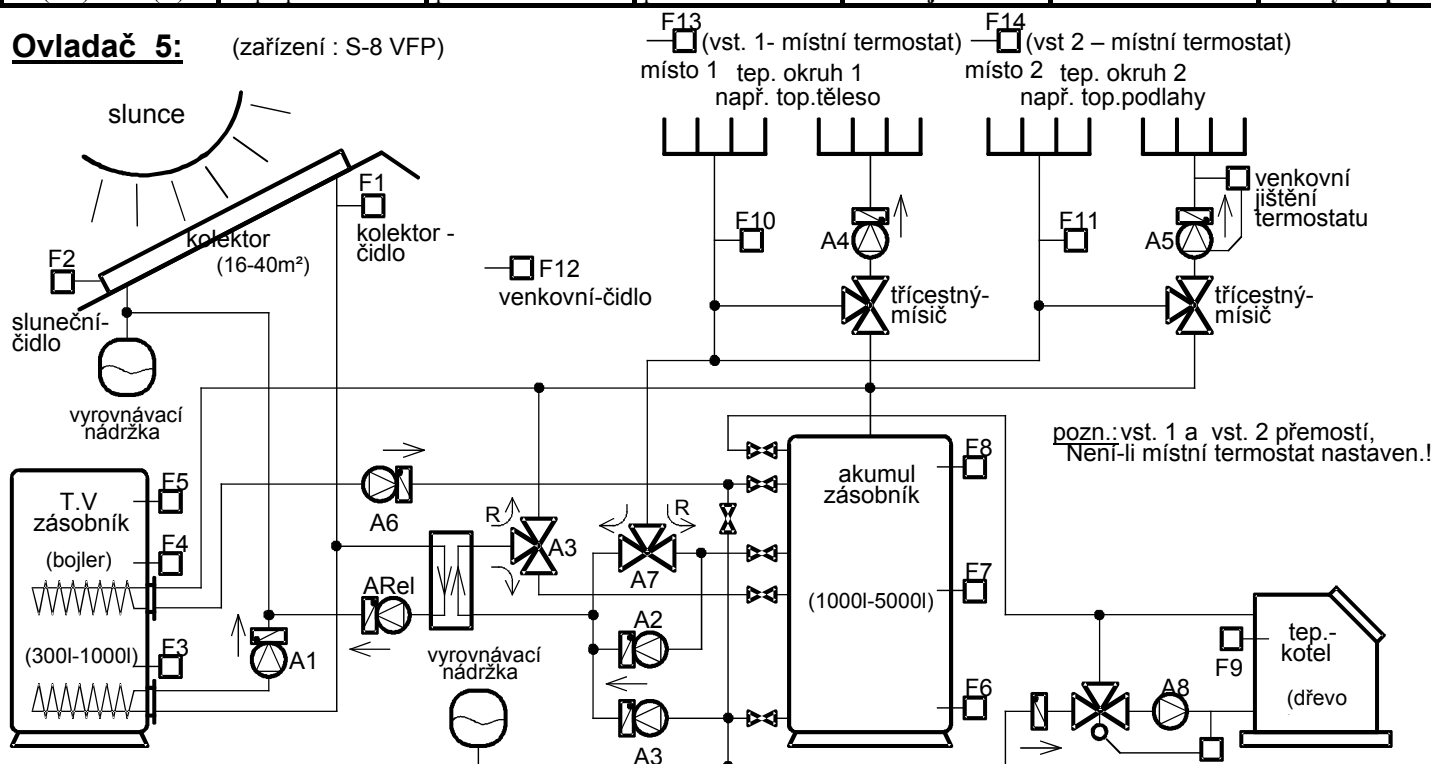 Ovladač 5:
(zařízení : S-8 VFP)
F13
(vst. 1- místní termostat)
místo 1 tep. okruh 1
např. top.těleso
F14
(vst 2 – místní termostat)
místo 2 tep. okruh 2
např. top.podlahy
slunce
F1
kolektor -
čidlo
kolektor
(16-40m²)
F2
sluneční-
čidlo
F12
venkovní-čidlo
F10
A4
F11
A5
venkovní
jištění
termostatu
třícestný-
mísič
třícestný-
mísič
vyrovnávací
nádržka
pozn.: vst. 1 a vst. 2 přemostí,
Není-li místní termostat nastaven.!
T.V
zásobník
(bojler)
(300l-1000l)
F5
F4
F3
A6
R
A3
ARel
A1
R
A7
A2
A3
vyrovnávací
nádržka
akumul
zásobník
(1000l-5000l)
F8
F7
F6
F9
tep.-
kotel
(dřevo
A8